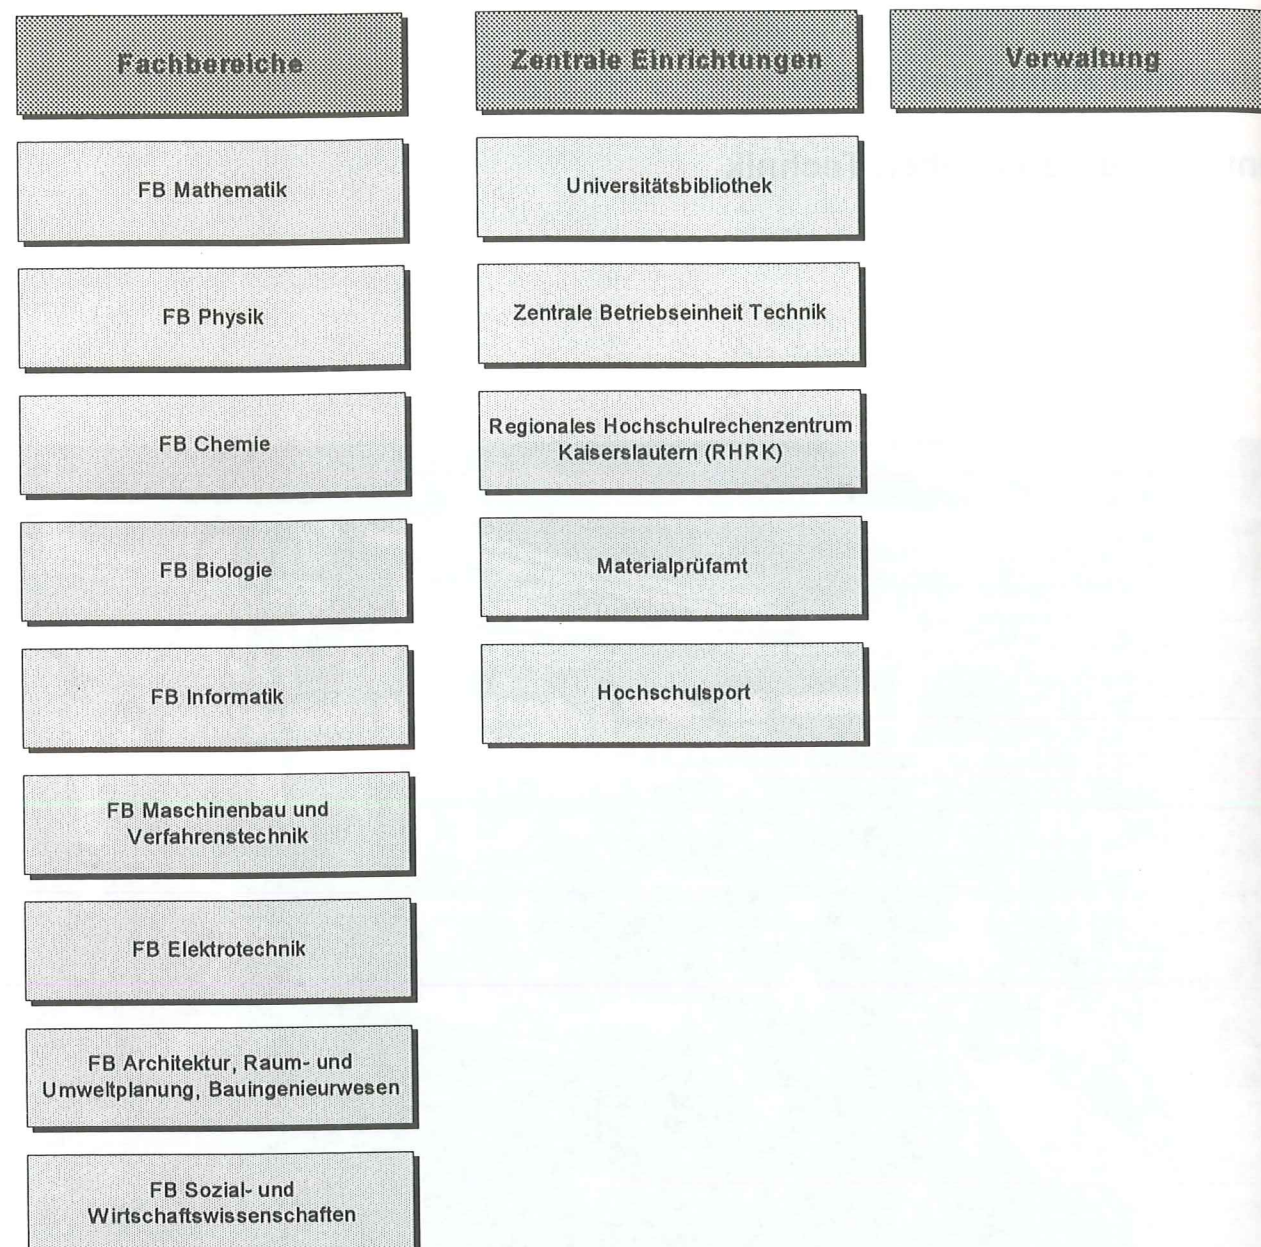 Fachbereiche
FB Mathematik
FB Physik
FB Chemie
FB Biologie
FB Informatik
FB Maschinenbau und
Verfahrenstechnik
FB Elektrotechnik
FB Architektur, Raum- und
Umweltplanung, Bauingenieurwesen
FB Sozial- und
Wirtschaftswissenschaften
Zentrale Einrichtungen
Universitätsbibliothek
Zentrale Betriebseinheit Technik
Regionales Hochschulrechenzentrum
Kaiserslautern (RHRK)
Materialprüfamt
Hochschulsport
Verwaltung